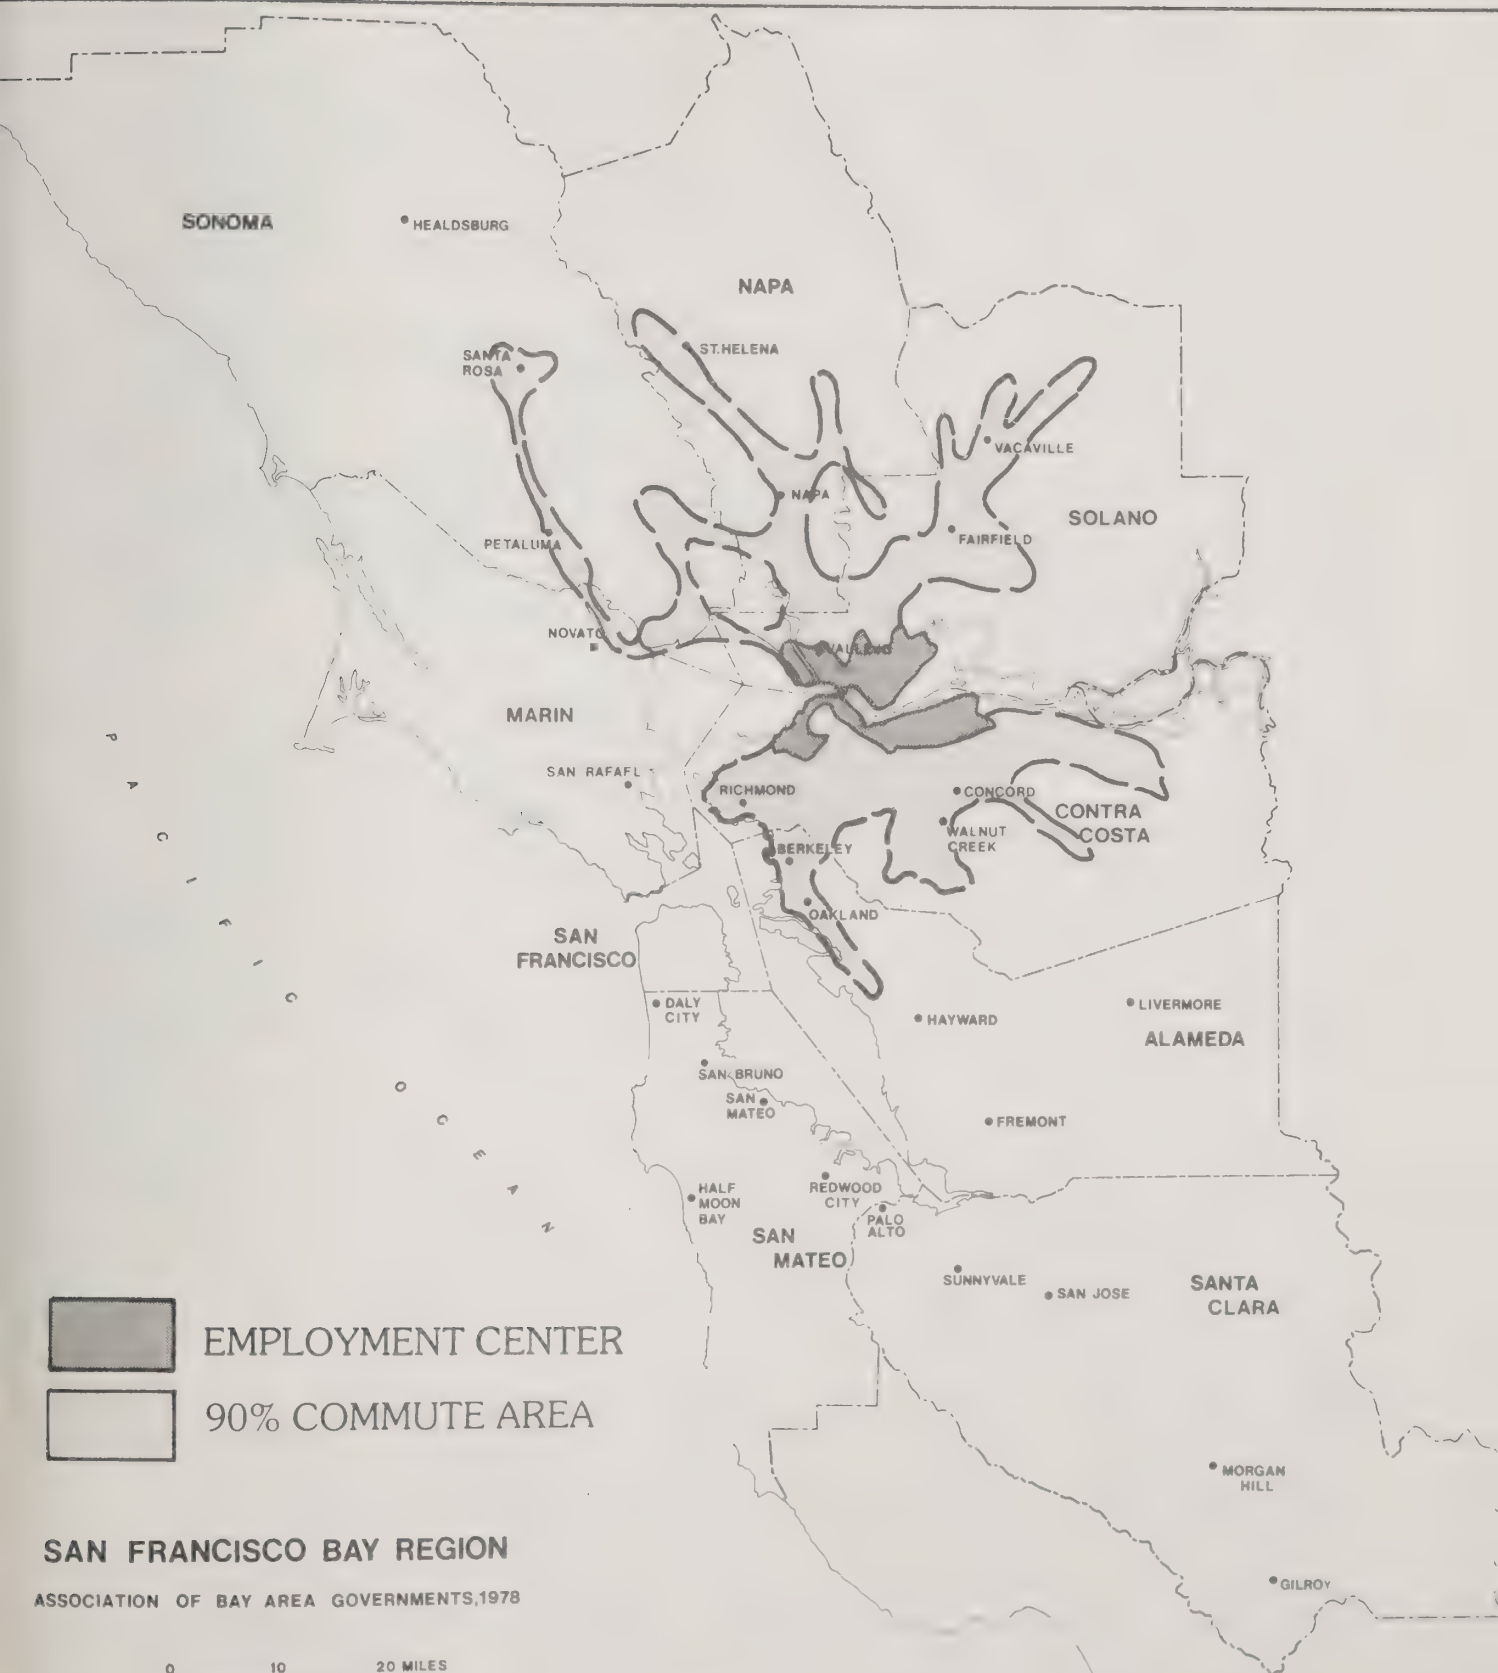 SONOMA
HEALDSBURG
NAPA
SANTA
ROSA
ST.HELENA
VACAVILLE
NAPA
SOLANO
PETALUMA
FAIRFIELD
NOVATO
VALLEJO
MARIN
SAN RAFAEL
RICHMOND
CONCORD
CONTRA
COSTA
WALNUT
CREEK
BERKELEY
OAKLAND
SAN
FRANCISCO
DALY
CITY
HAYWARD
LIVERMORE
ALAMEDA
SAN BRUNO
SAN
MATEO
FREMONT
HALF
MOON
BAY
REDWOOD
CITY
PALO
ALTO
SAN
MATEO
SUNNYVALE
SAN JOSE
SANTA
CLARA
MORGAN
HILL
GILROY
PACIFIC OCEAN
EMPLOYMENT CENTER
90% COMMUTE AREA
SAN FRANCISCO BAY REGION
ASSOCIATION OF BAY AREA GOVERNMENTS,1978
0 10 20 MILES